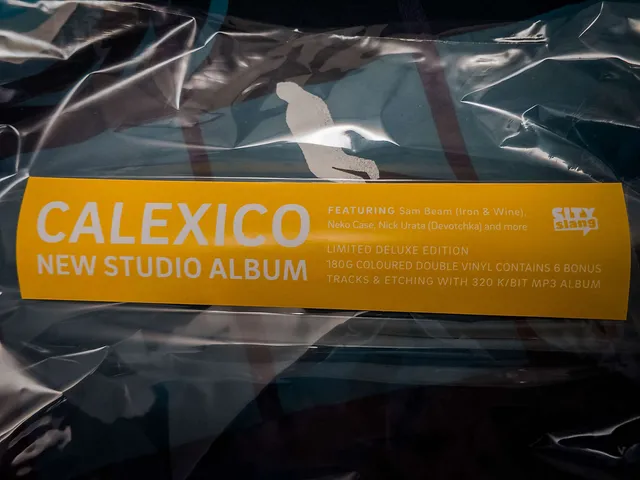 CALEXICO
NEW STUDIO ALBUM
FEATURING Sam Beam (Iron & Wine),
Neko Case, Nick Urata (Devotchka) and more
LIMITED DELUXE EDITION
180G COLOURED DOUBLE VINYL CONTAINS 6 BONUS
TRACKS & ETCHING WITH 320 K/BIT MP3 ALBUM
CITY
slang